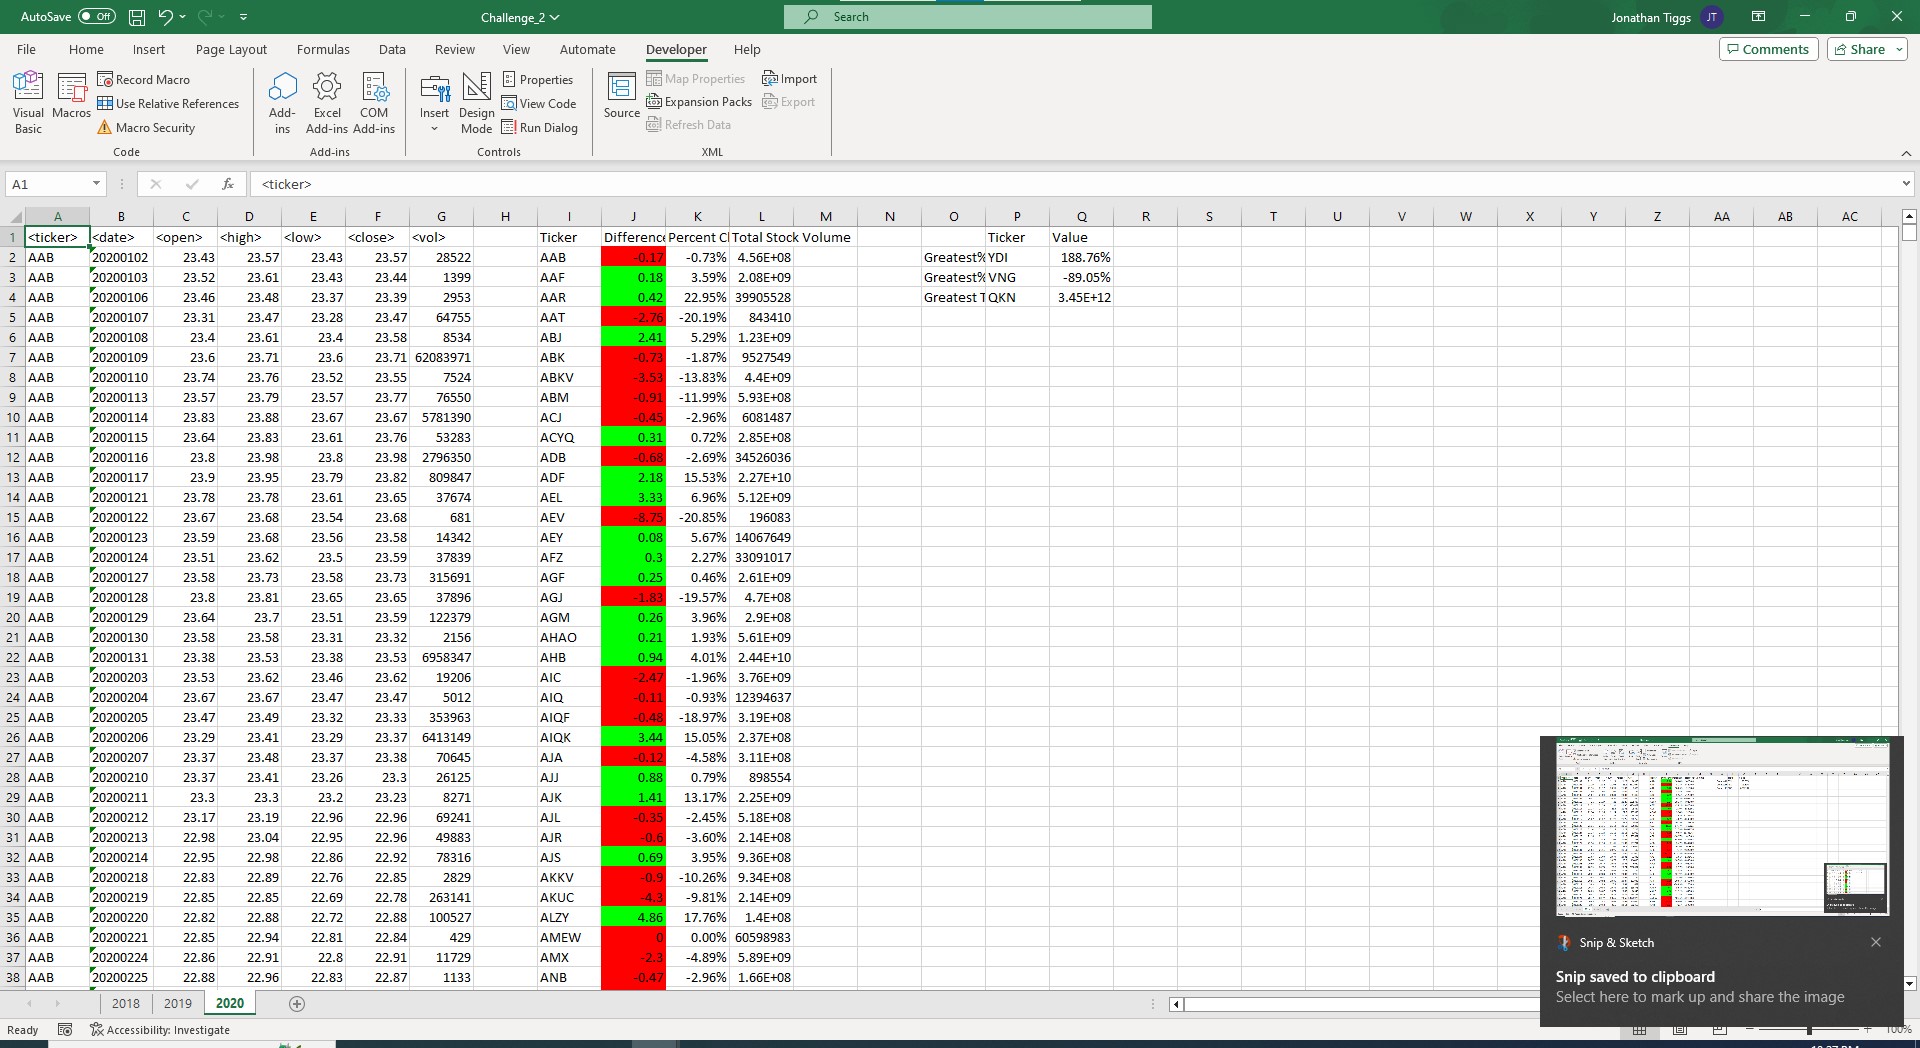 AutoSave Off Challenge_2 Search Jonathan Tiggs JT
File Home Insert Page Layout Formulas Data Review View Automate Developer Help Comments Share
Visual Basic Macros Record Macro Use Relative References Macro Security Code
Add-ins Excel Add-ins COM Add-ins Add-ins
Insert Design Mode Properties View Code Run Dialog Controls
Source Map Properties Expansion Packs Refresh Data Import Export XML
A1 fx <ticker>
A B C D E F G H I J K L M N O P Q R S T U V W X Y Z AA AB AC
1 <ticker> <date> <open> <high> <low> <close> <vol> Ticker Difference Percent Cl Total Stock Volume Ticker Value
2 AAB 20200102 23.43 23.57 23.43 23.57 28522 AAB -0.17 -0.73% 4.56E+08 Greatest% YDI 188.76%
3 AAB 20200103 23.52 23.61 23.43 23.44 1399 AAF 0.18 3.59% 2.08E+09 Greatest% VNG -89.05%
4 AAB 20200106 23.46 23.48 23.37 23.39 2953 AAR 0.42 22.95% 39905528 Greatest T QKN 3.45E+12
5 AAB 20200107 23.31 23.47 23.28 23.47 64755 AAT -2.76 -20.19% 843410
6 AAB 20200108 23.4 23.61 23.4 23.58 8534 ABJ 2.41 5.29% 1.23E+09
7 AAB 20200109 23.6 23.71 23.6 23.71 62083971 ABK -0.73 -1.87% 9527549
8 AAB 20200110 23.74 23.76 23.52 23.55 7524 ABKV -3.53 -13.83% 4.4E+09
9 AAB 20200113 23.57 23.79 23.57 23.77 76550 ABM -0.91 -11.99% 5.93E+08
10 AAB 20200114 23.83 23.88 23.67 23.67 5781390 ACJ -0.45 -2.96% 6081487
11 AAB 20200115 23.64 23.83 23.61 23.76 53283 ACYQ 0.31 0.72% 2.85E+08
12 AAB 20200116 23.8 23.98 23.8 23.98 2796350 ADB -0.68 -2.69% 34526036
13 AAB 20200117 23.9 23.95 23.79 23.82 809847 ADF 2.18 15.53% 2.27E+10
14 AAB 20200121 23.78 23.78 23.61 23.65 37674 AEL 3.33 6.96% 5.12E+09
15 AAB 20200122 23.67 23.68 23.54 23.68 681 AEV -8.75 -20.85% 196083
16 AAB 20200123 23.59 23.68 23.56 23.58 14342 AEY 0.08 5.67% 14067649
17 AAB 20200124 23.51 23.62 23.5 23.59 37839 AFZ 0.3 2.27% 33091017
18 AAB 20200127 23.58 23.73 23.58 23.73 315691 AGF 0.25 0.46% 2.61E+09
19 AAB 20200128 23.8 23.81 23.65 23.65 37896 AGJ -1.83 -19.57% 4.7E+08
20 AAB 20200129 23.64 23.7 23.51 23.59 122379 AGM 0.26 3.96% 2.9E+08
21 AAB 20200130 23.58 23.58 23.31 23.32 2156 AHAO 0.21 1.93% 5.61E+09
22 AAB 20200131 23.38 23.53 23.38 23.53 6958347 AHB 0.94 4.01% 2.44E+10
23 AAB 20200203 23.53 23.62 23.46 23.62 19206 AIC -2.47 -1.96% 3.76E+09
24 AAB 20200204 23.67 23.67 23.47 23.47 5012 AIQ -0.11 -0.93% 12394637
25 AAB 20200205 23.47 23.49 23.32 23.33 353963 AIQF -0.48 -18.97% 3.19E+08
26 AAB 20200206 23.29 23.41 23.29 23.37 6413149 AIQK 3.44 15.05% 2.37E+08
27 AAB 20200207 23.37 23.48 23.37 23.38 70645 AJA -0.12 -4.58% 3.11E+08
28 AAB 20200210 23.37 23.41 23.26 23.3 26125 AJJ 0.88 0.79% 898554
29 AAB 20200211 23.3 23.3 23.2 23.23 8271 AJK 1.41 13.17% 2.25E+09
30 AAB 20200212 23.17 23.19 22.96 22.96 69241 AJL -0.35 -2.45% 5.18E+08
31 AAB 20200213 22.98 23.04 22.95 22.96 49883 AJR -0.6 -3.60% 2.14E+08
32 AAB 20200214 22.95 22.98 22.86 22.92 78316 AJS 0.69 3.95% 9.36E+08
33 AAB 20200218 22.83 22.89 22.76 22.85 2829 AKKV -0.9 -10.26% 9.34E+08
34 AAB 20200219 22.85 22.85 22.69 22.78 263141 AKUC -4.3 -9.81% 2.14E+09
35 AAB 20200220 22.82 22.88 22.72 22.88 100527 ALZY 4.86 17.76% 1.4E+08
36 AAB 20200221 22.85 22.94 22.81 22.84 429 AMEW 0 0.00% 60598983
37 AAB 20200224 22.86 22.91 22.8 22.91 11729 AMX -2.3 -4.89% 5.89E+09
38 AAB 20200225 22.88 22.96 22.83 22.87 1133 ANB -0.47 -2.96% 1.66E+08
Snip & Sketch
Snip saved to clipboard
Select here to mark up and share the image
2018 2019 2020
Ready Accessibility: Investigate 100%